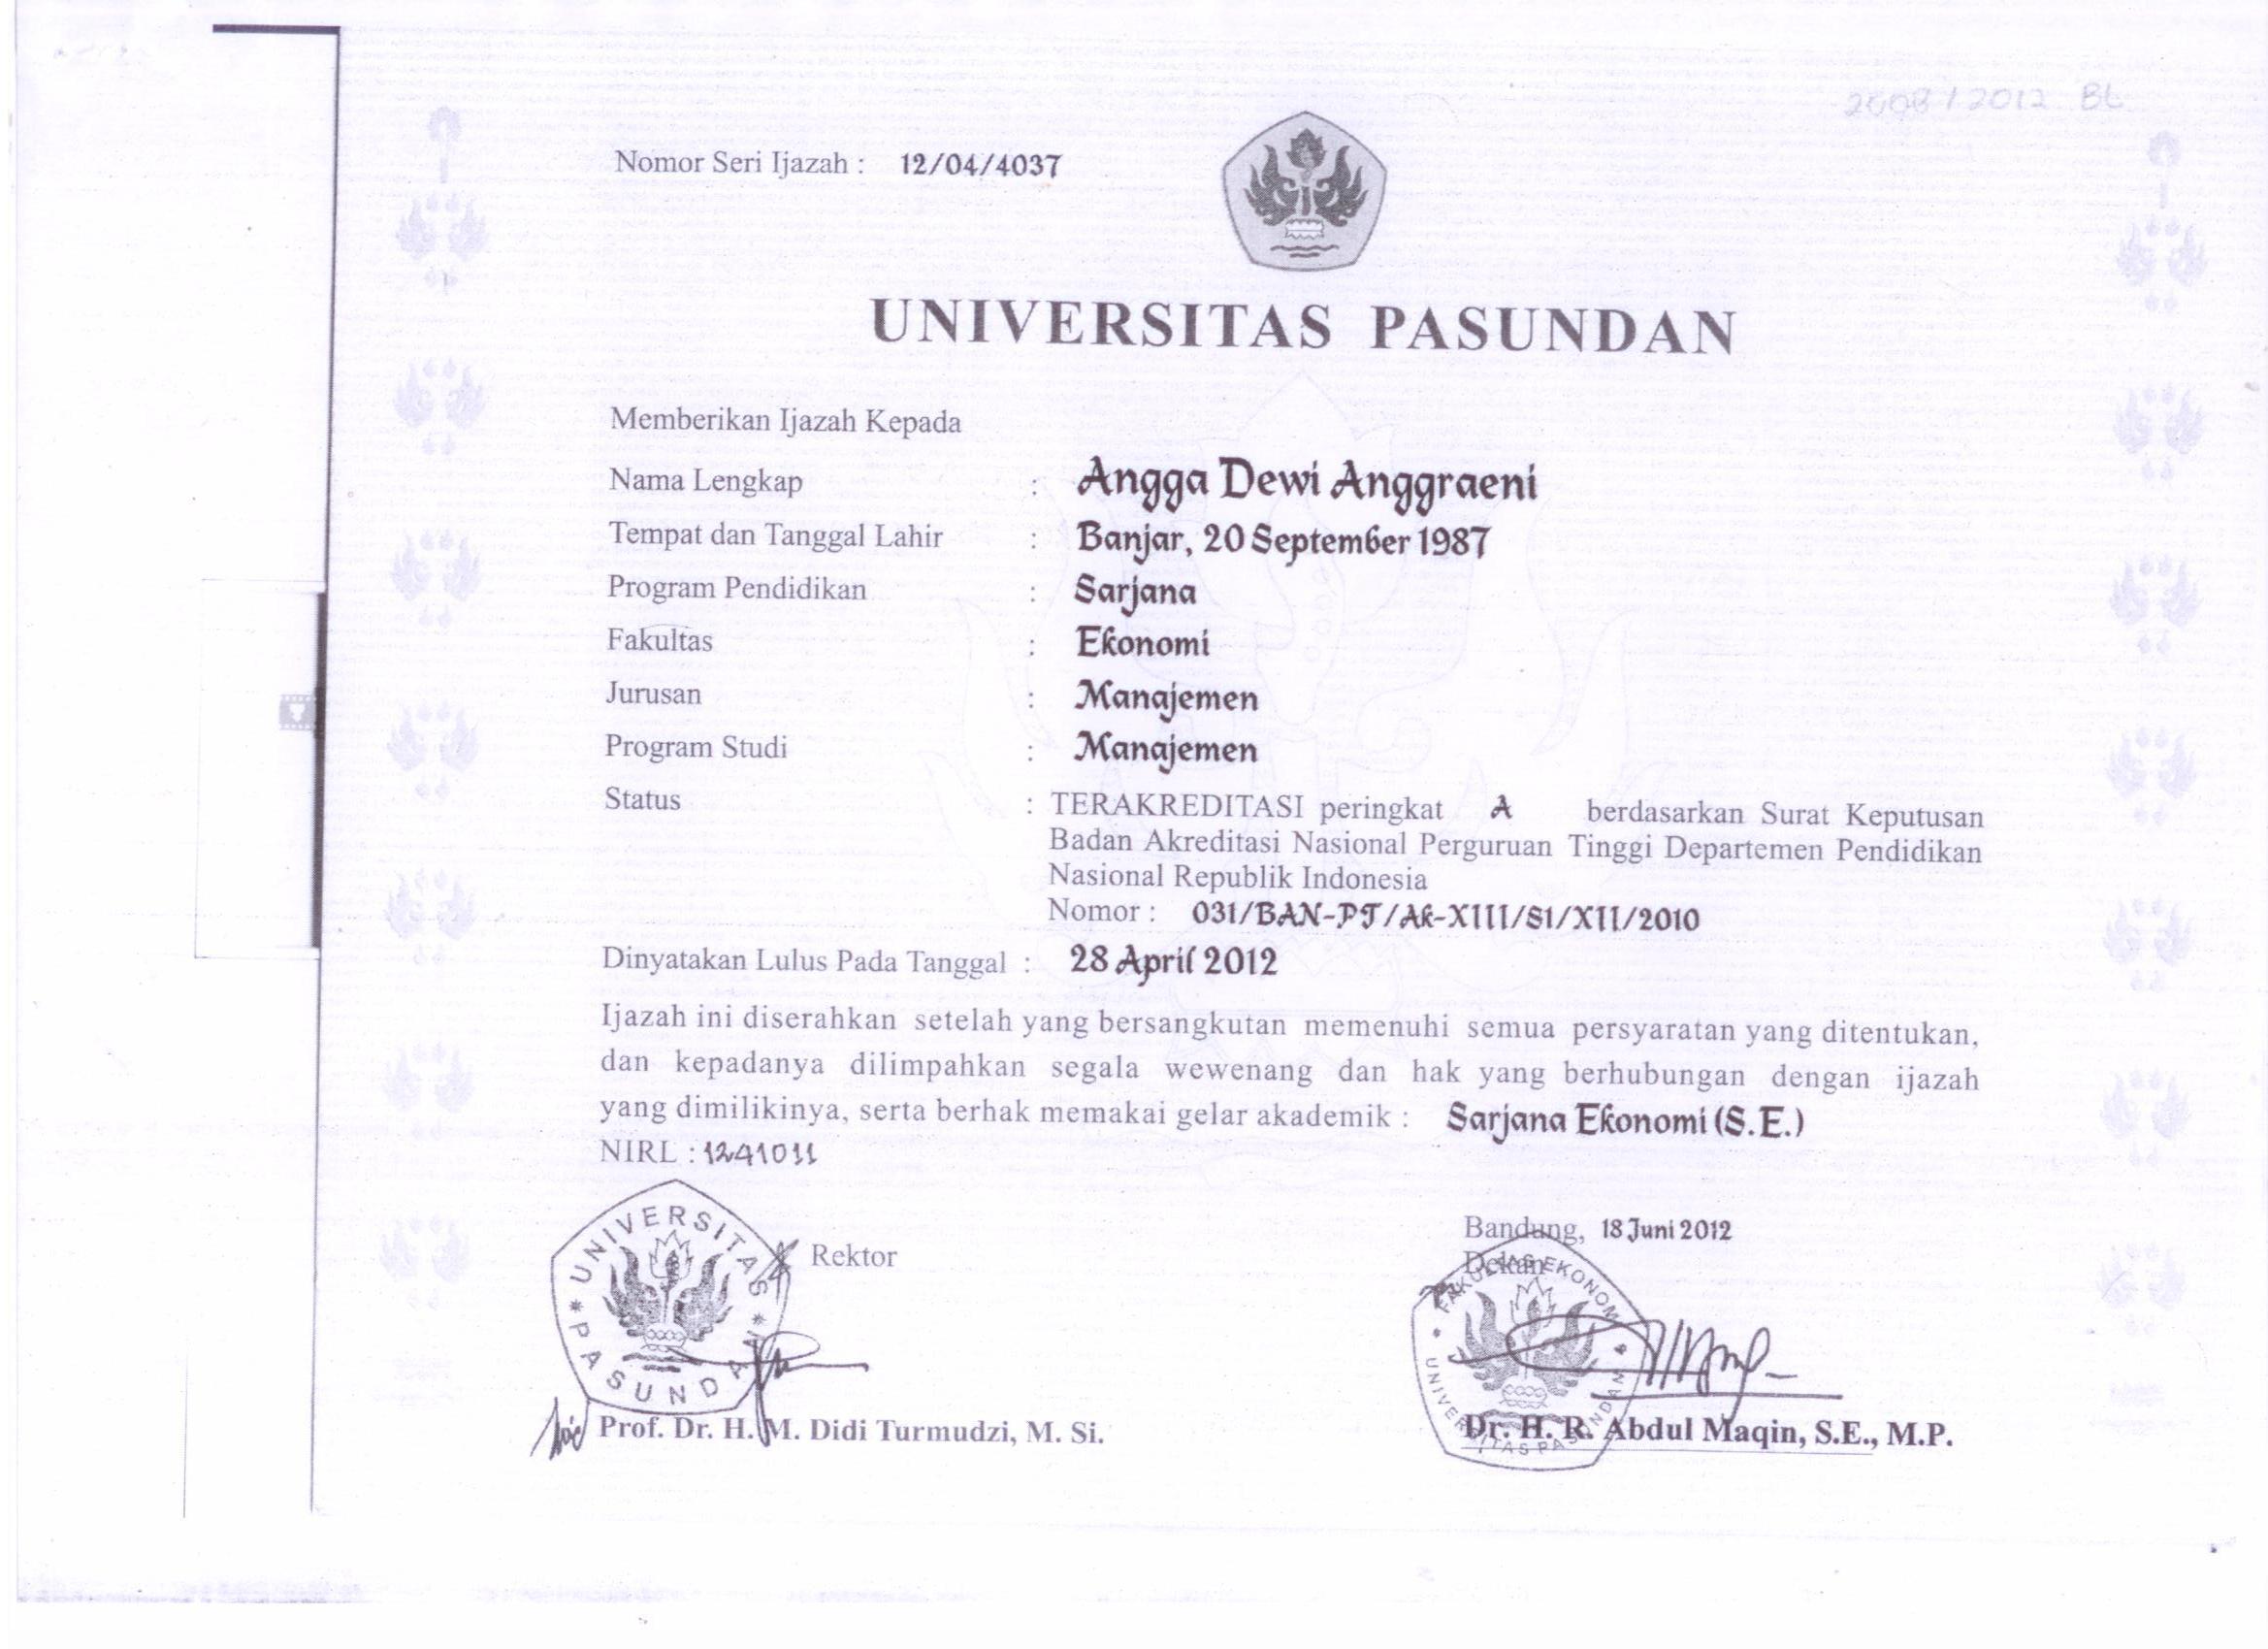 2008 / 2012 BL
Nomor Seri Ijazah : 12/04/4037
UNIVERSITAS PASUNDAN
Memberikan Ijazah Kepada
Nama Lengkap : Angga Dewi Anggraeni
Tempat dan Tanggal Lahir : Banjar, 20 September 1987
Program Pendidikan : Sarjana
Fakultas : Ekonomi
Jurusan : Manajemen
Program Studi : Manajemen
Status : TERAKREDITASI peringkat A berdasarkan Surat Keputusan
Badan Akreditasi Nasional Perguruan Tinggi Departemen Pendidikan
Nasional Republik Indonesia
Nomor : 031/BAN-PT/Ak-XIII/S1/XII/2010
Dinyatakan Lulus Pada Tanggal : 28 April 2012
Ijazah ini diserahkan setelah yang bersangkutan memenuhi semua persyaratan yang ditentukan,
dan kepadanya dilimpahkan segala wewenang dan hak yang berhubungan dengan ijazah
yang dimilikinya, serta berhak memakai gelar akademik : Sarjana Ekonomi (S.E.)
NIRL : 1241011
Bandung, 18 Juni 2012
Rektor
Dekan
UNIVERSITAS * PASUNDAN *
FAKULTAS EKONOMI
UNIVERSITAS PASUNDAN
Prof. Dr. H. M. Didi Turmudzi, M. Si.
Dr. H. R. Abdul Maqin, S.E., M.P.